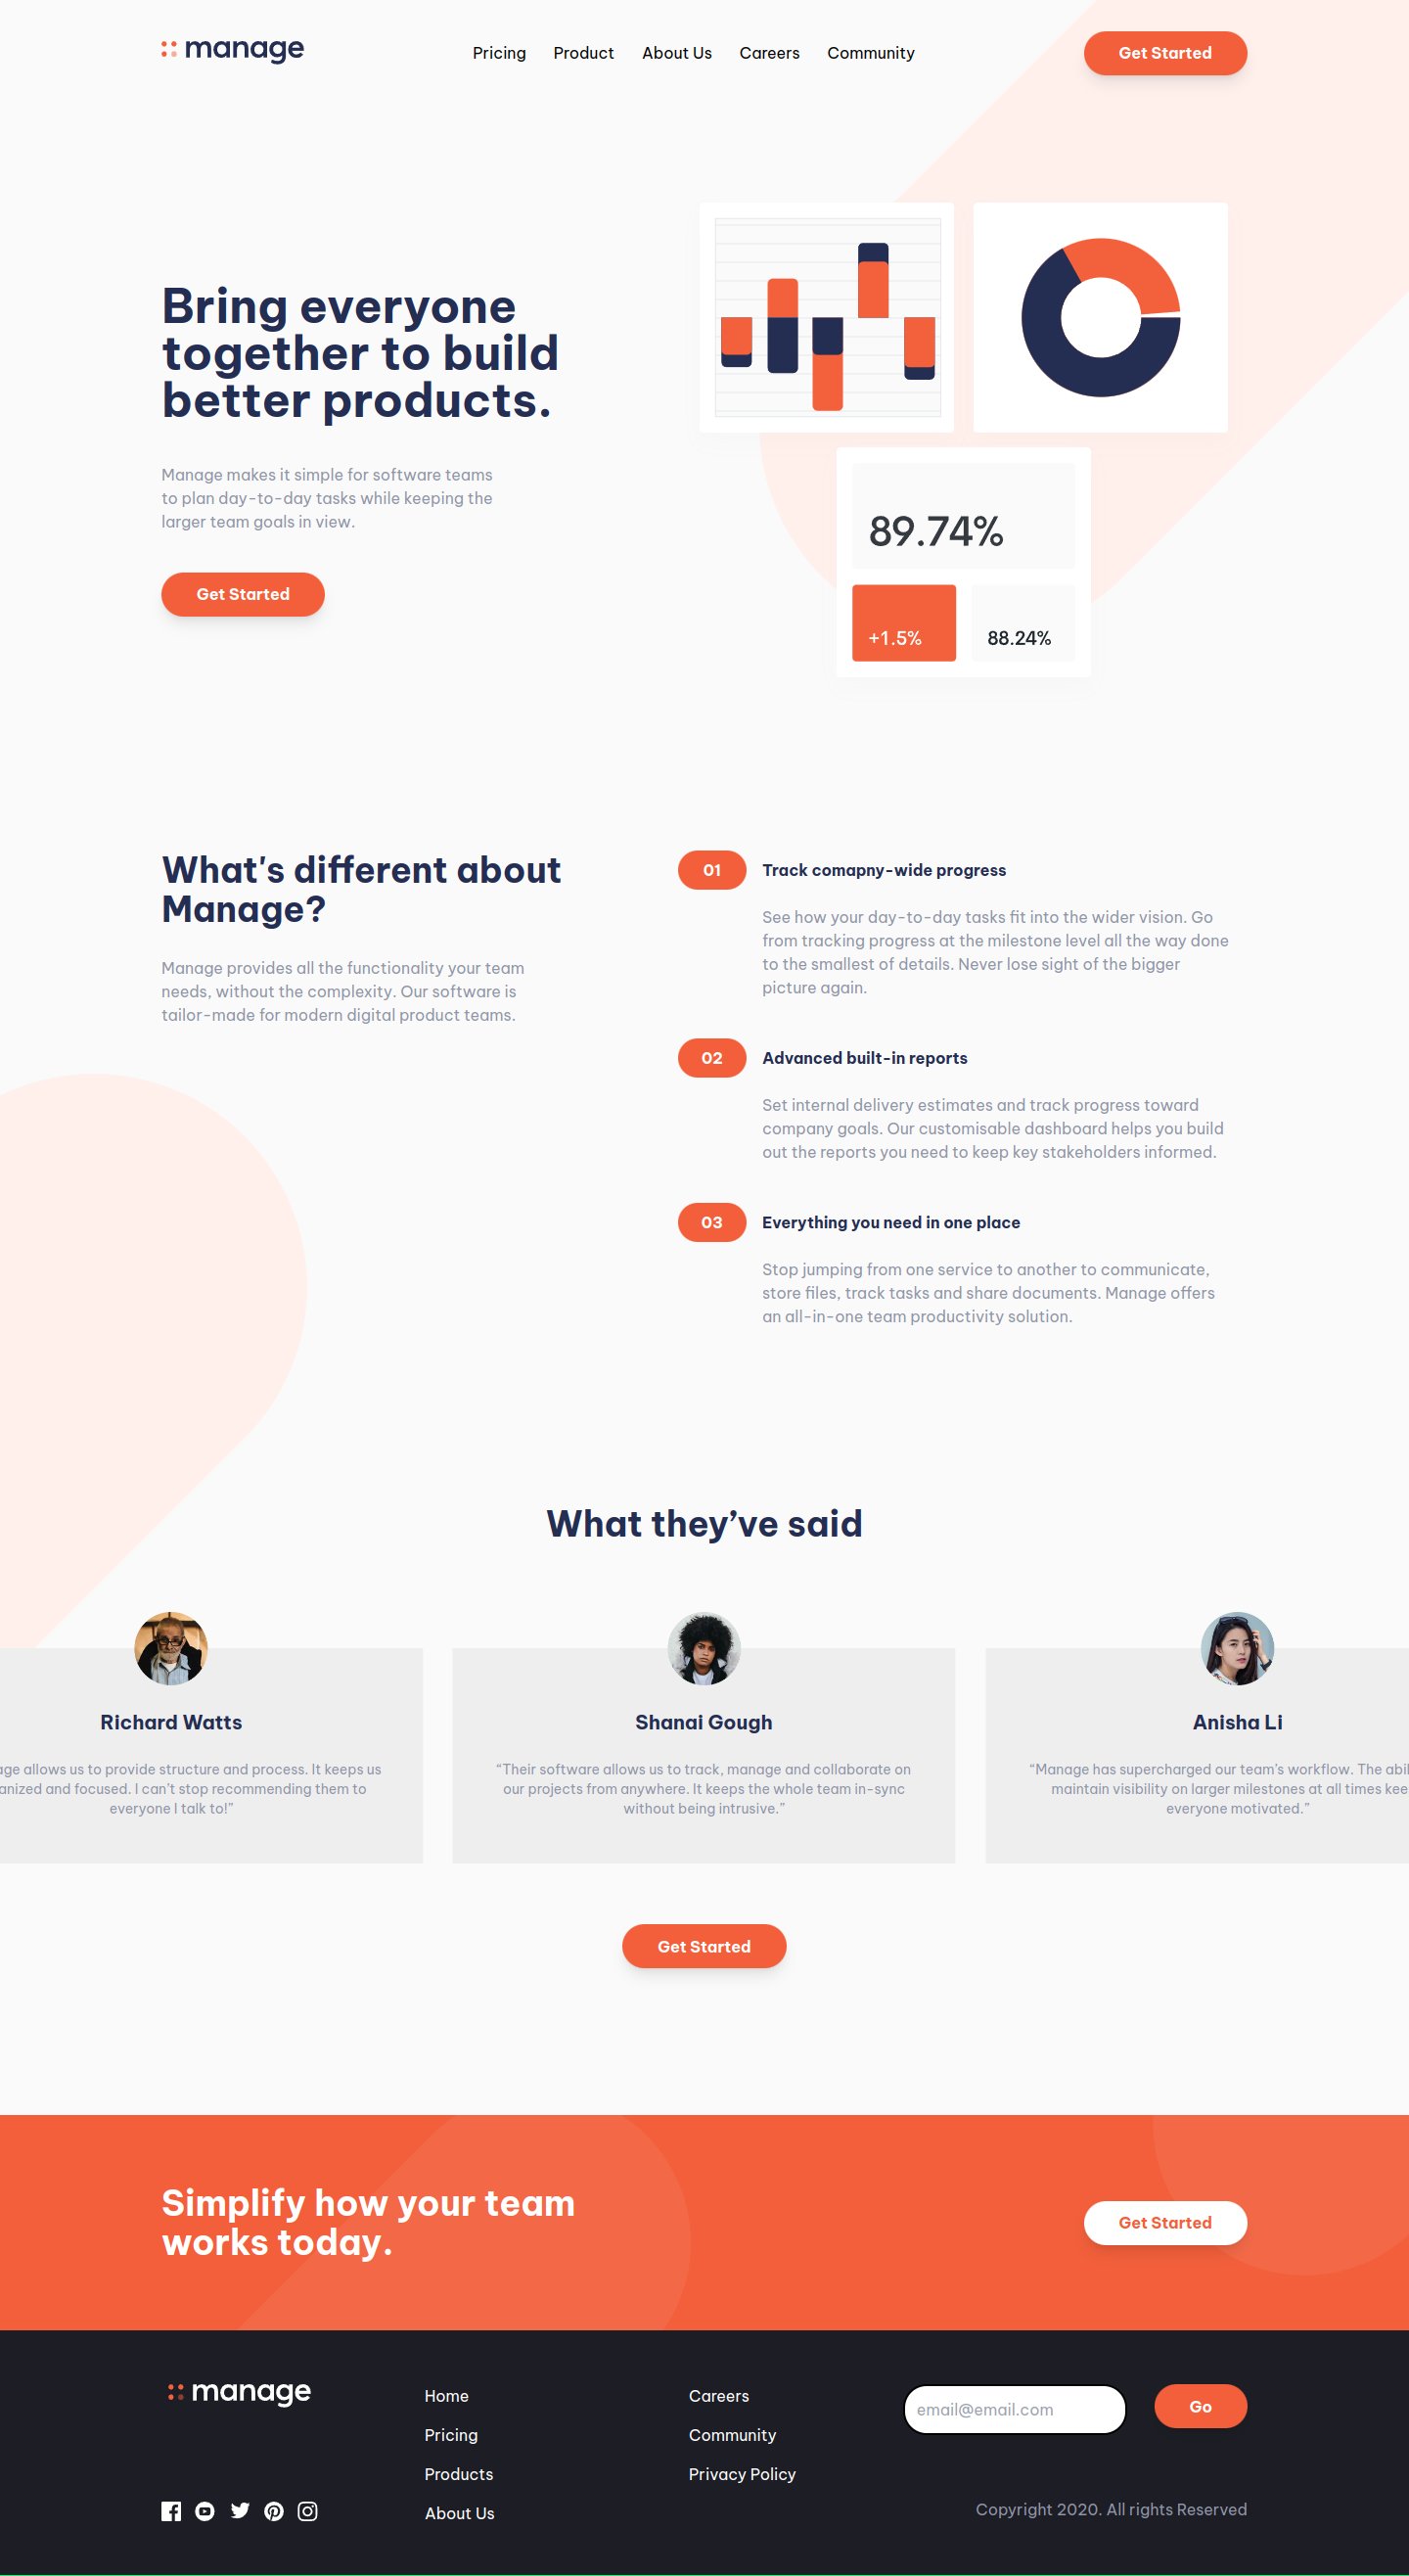 manage
Pricing Product About Us Careers Community
Get Started
Bring everyone
together to build
better products.
Manage makes it simple for software teams
to plan day-to-day tasks while keeping the
larger team goals in view.
Get Started
89.74%
+1.5%
88.24%
What's different about
Manage?
Manage provides all the functionality your team
needs, without the complexity. Our software is
tailor-made for modern digital product teams.
01 Track comapny-wide progress
See how your day-to-day tasks fit into the wider vision. Go
from tracking progress at the milestone level all the way done
to the smallest of details. Never lose sight of the bigger
picture again.
02 Advanced built-in reports
Set internal delivery estimates and track progress toward
company goals. Our customisable dashboard helps you build
out the reports you need to keep key stakeholders informed.
03 Everything you need in one place
Stop jumping from one service to another to communicate,
store files, track tasks and share documents. Manage offers
an all-in-one team productivity solution.
What they’ve said
Richard Watts
allows us to provide structure and process. It keeps us
and focused. I can’t stop recommending them to
everyone I talk to!”
Shanai Gough
“Their software allows us to track, manage and collaborate on
our projects from anywhere. It keeps the whole team in-sync
without being intrusive.”
Anisha Li
“Manage has supercharged our team’s workflow. The
maintain visibility on larger milestones at all times
everyone motivated.”
Get Started
Simplify how your team
works today.
Get Started
manage
Home
Pricing
Products
About Us
Careers
Community
Privacy Policy
email@email.com
Go
Copyright 2020. All rights Reserved